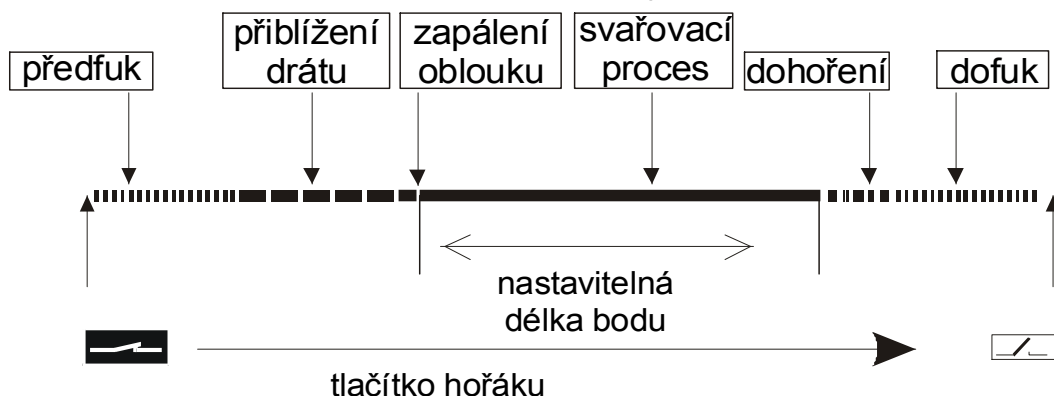 předfuk
přiblížení
drátu
zapálení
oblouku
svařovací
proces
dohoření
dofuk
nastavitelná
délka bodu
tlačítko hořáku